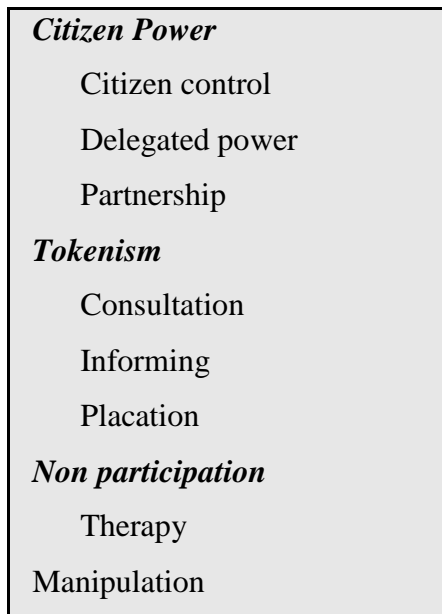 Citizen Power
Citizen control
Delegated power
Partnership
Tokenism
Consultation
Informing
Placation
Non participation
Therapy
Manipulation